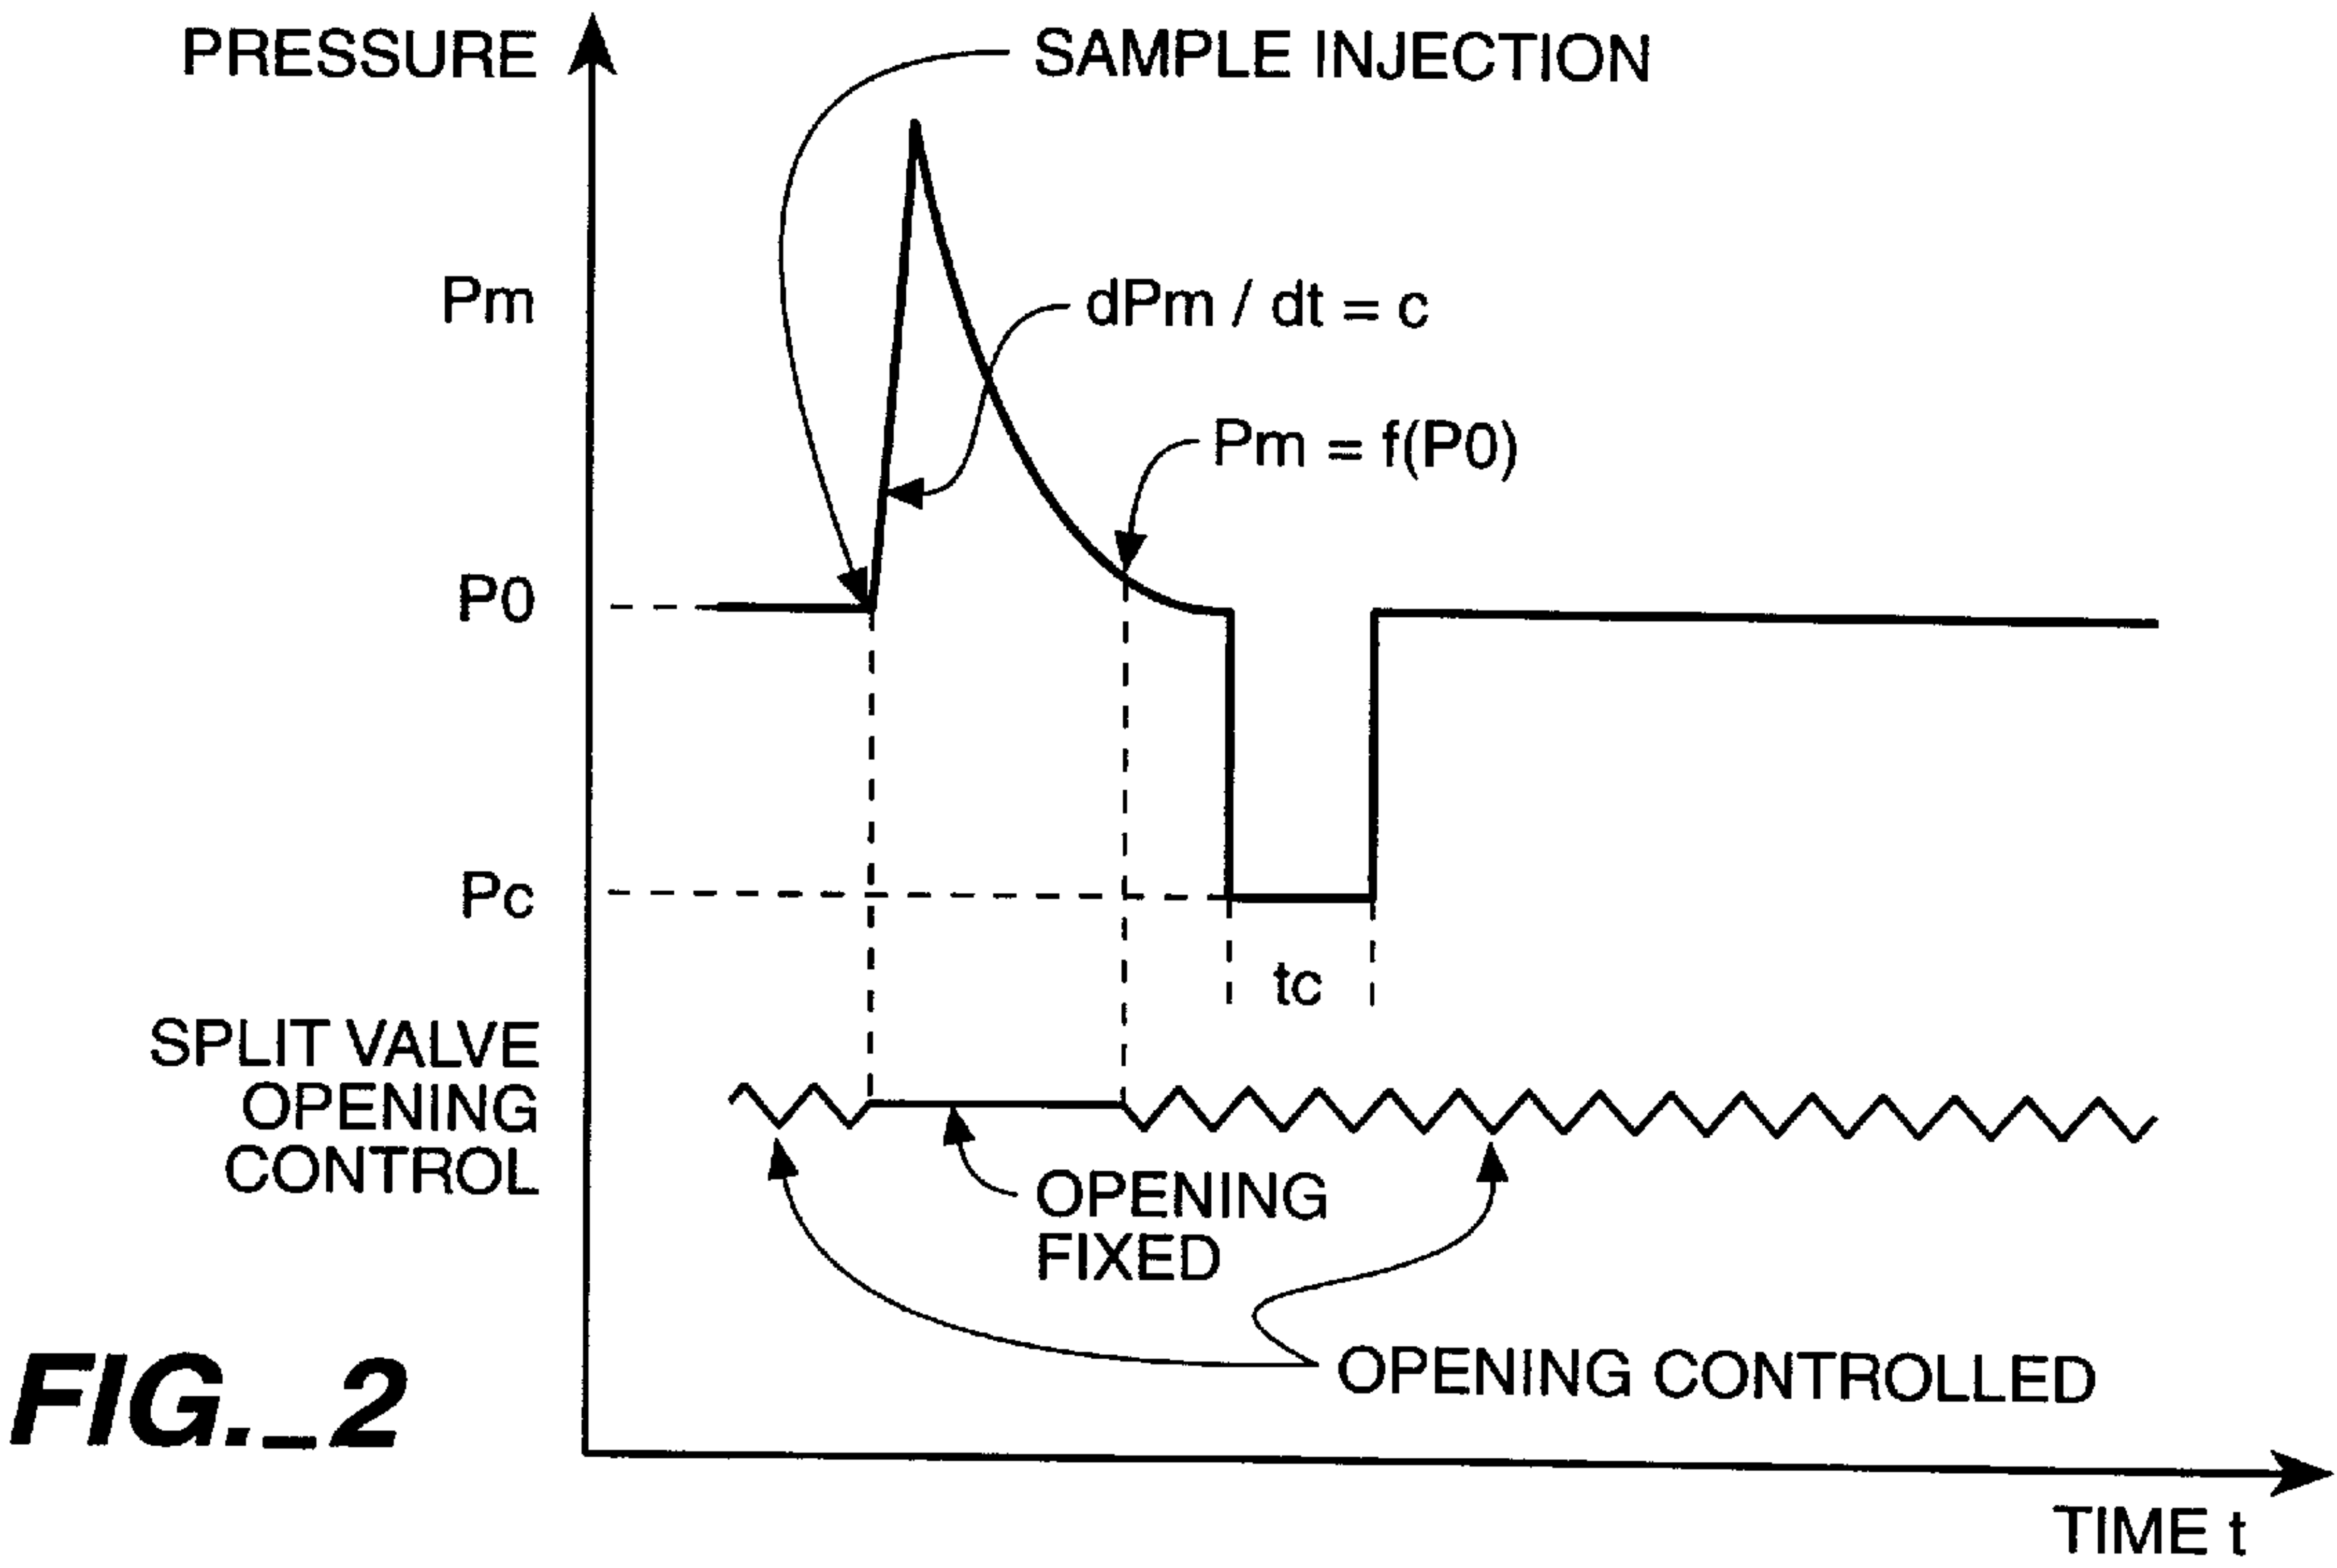 PRESSURE
SAMPLE INJECTION
Pm
dPm / dt = c
Pm = f(P0)
P0
Pc
tc
SPLIT VALVE
OPENING
CONTROL
OPENING
FIXED
OPENING CONTROLLED
FIG._2
TIME t